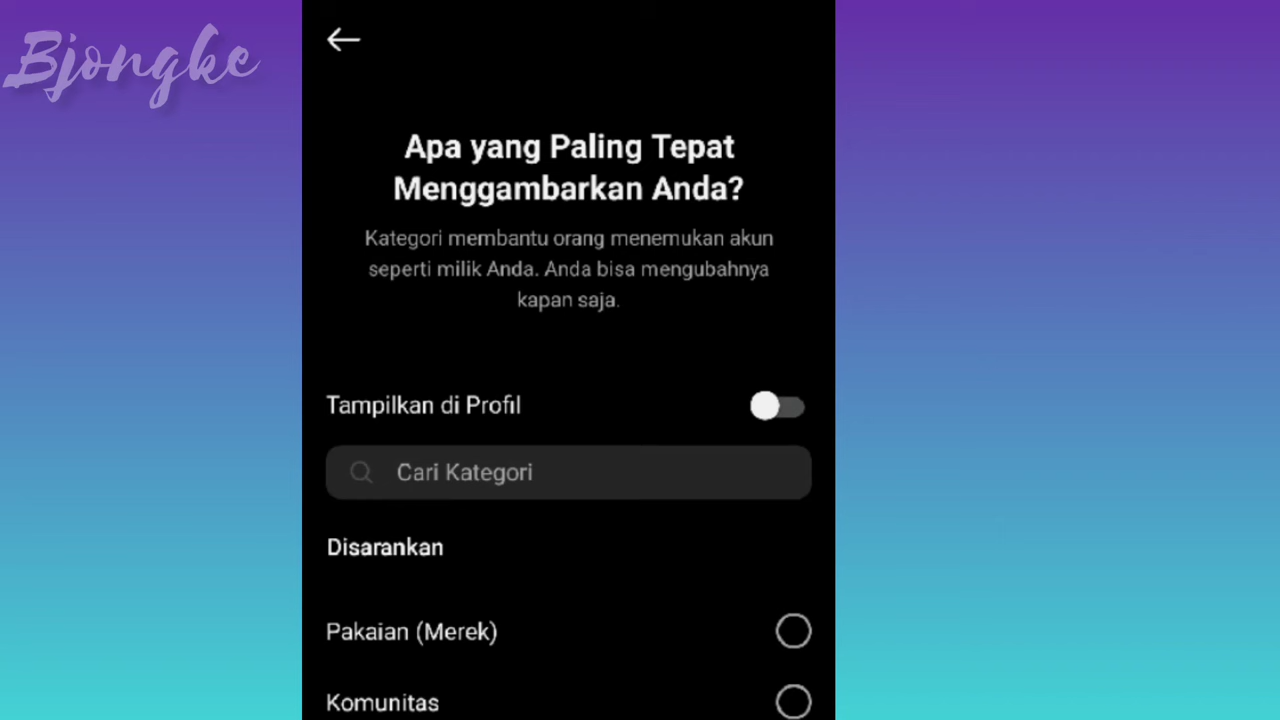 Bjongke
Apa yang Paling Tepat
Menggambarkan Anda?
Kategori membantu orang menemukan akun
seperti milik Anda. Anda bisa mengubahnya
kapan saja.
Tampilkan di Profil
Cari Kategori
Disarankan
Pakaian (Merek)
Komunitas